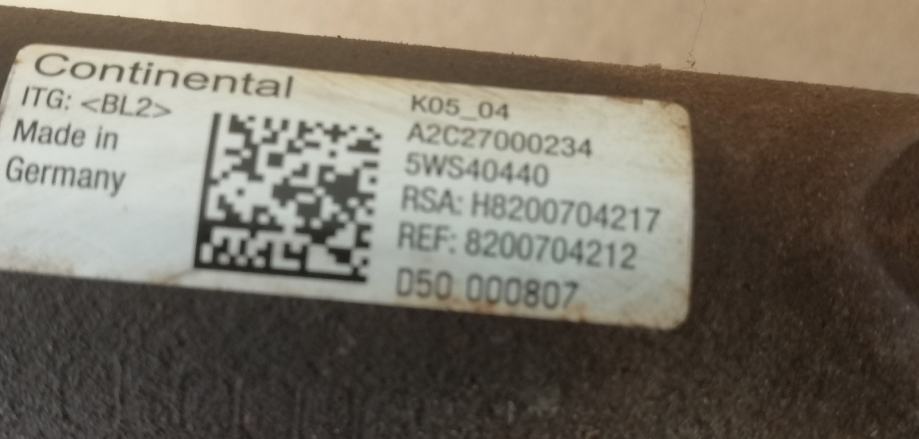 Continental
ITG: <BL2>
Made in
Germany
K05_04
A2C27000234
5WS40440
RSA: H8200704217
REF: 8200704212
D50 000807